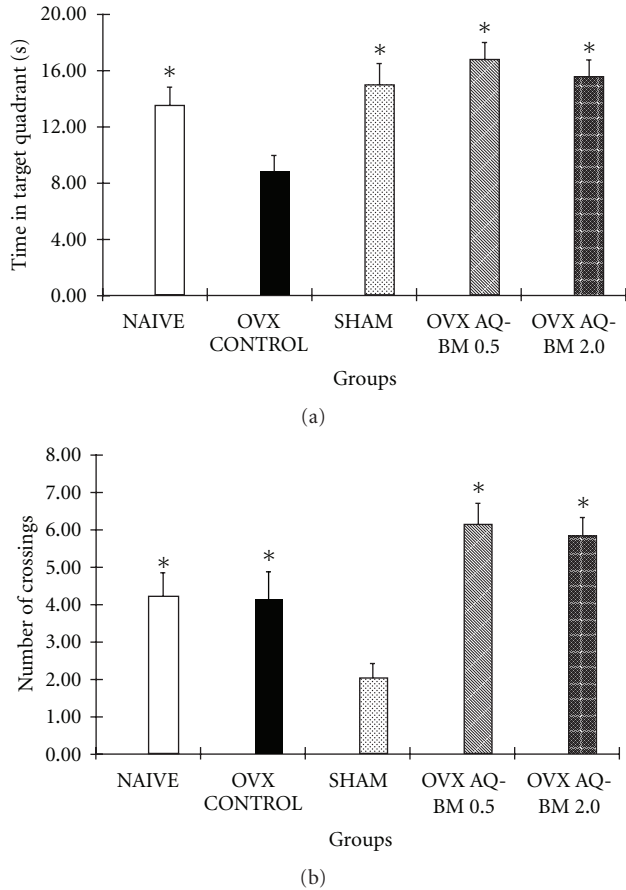 20.00
16.00
12.00
8.00
4.00
0.00
Time in target quadrant (s)
*
*
*
*
NAIVE
OVX CONTROL
SHAM
OVX AQ-BM 0.5
OVX AQ-BM 2.0
Groups
(a)
8.00
7.00
6.00
5.00
4.00
3.00
2.00
1.00
0.00
Number of crossings
*
*
*
*
NAIVE
OVX CONTROL
SHAM
OVX AQ-BM 0.5
OVX AQ-BM 2.0
Groups
(b)